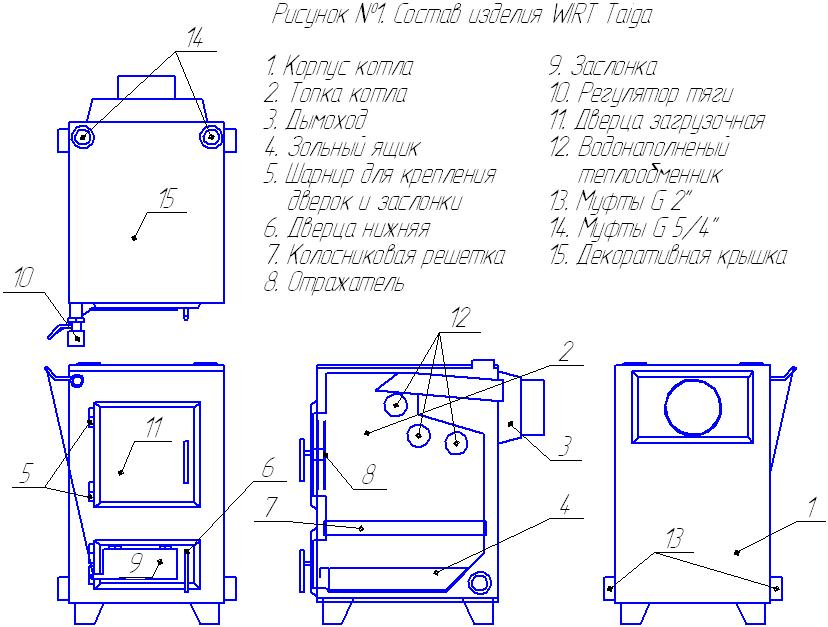 Рисунок №1. Состав изделия WIRT Taiga
1. Корпус котла
2. Топка котла
3. Дымоход
4. Зольный ящик
5. Шарнир для крепления
дверок и заслонки
6. Дверца нихняя
7. Колосниковая решетка
8. Отрахатель
9. Заслонка
10. Регулятор тяги
11. Дверца загрузочная
12. Водонаполненый
теплообменник
13. Муфты G 2"
14. Муфты G 5/4"
15. Декоративная крышка
14
15
10
12
2
11
5
6
8
3
7
4
9
13
1